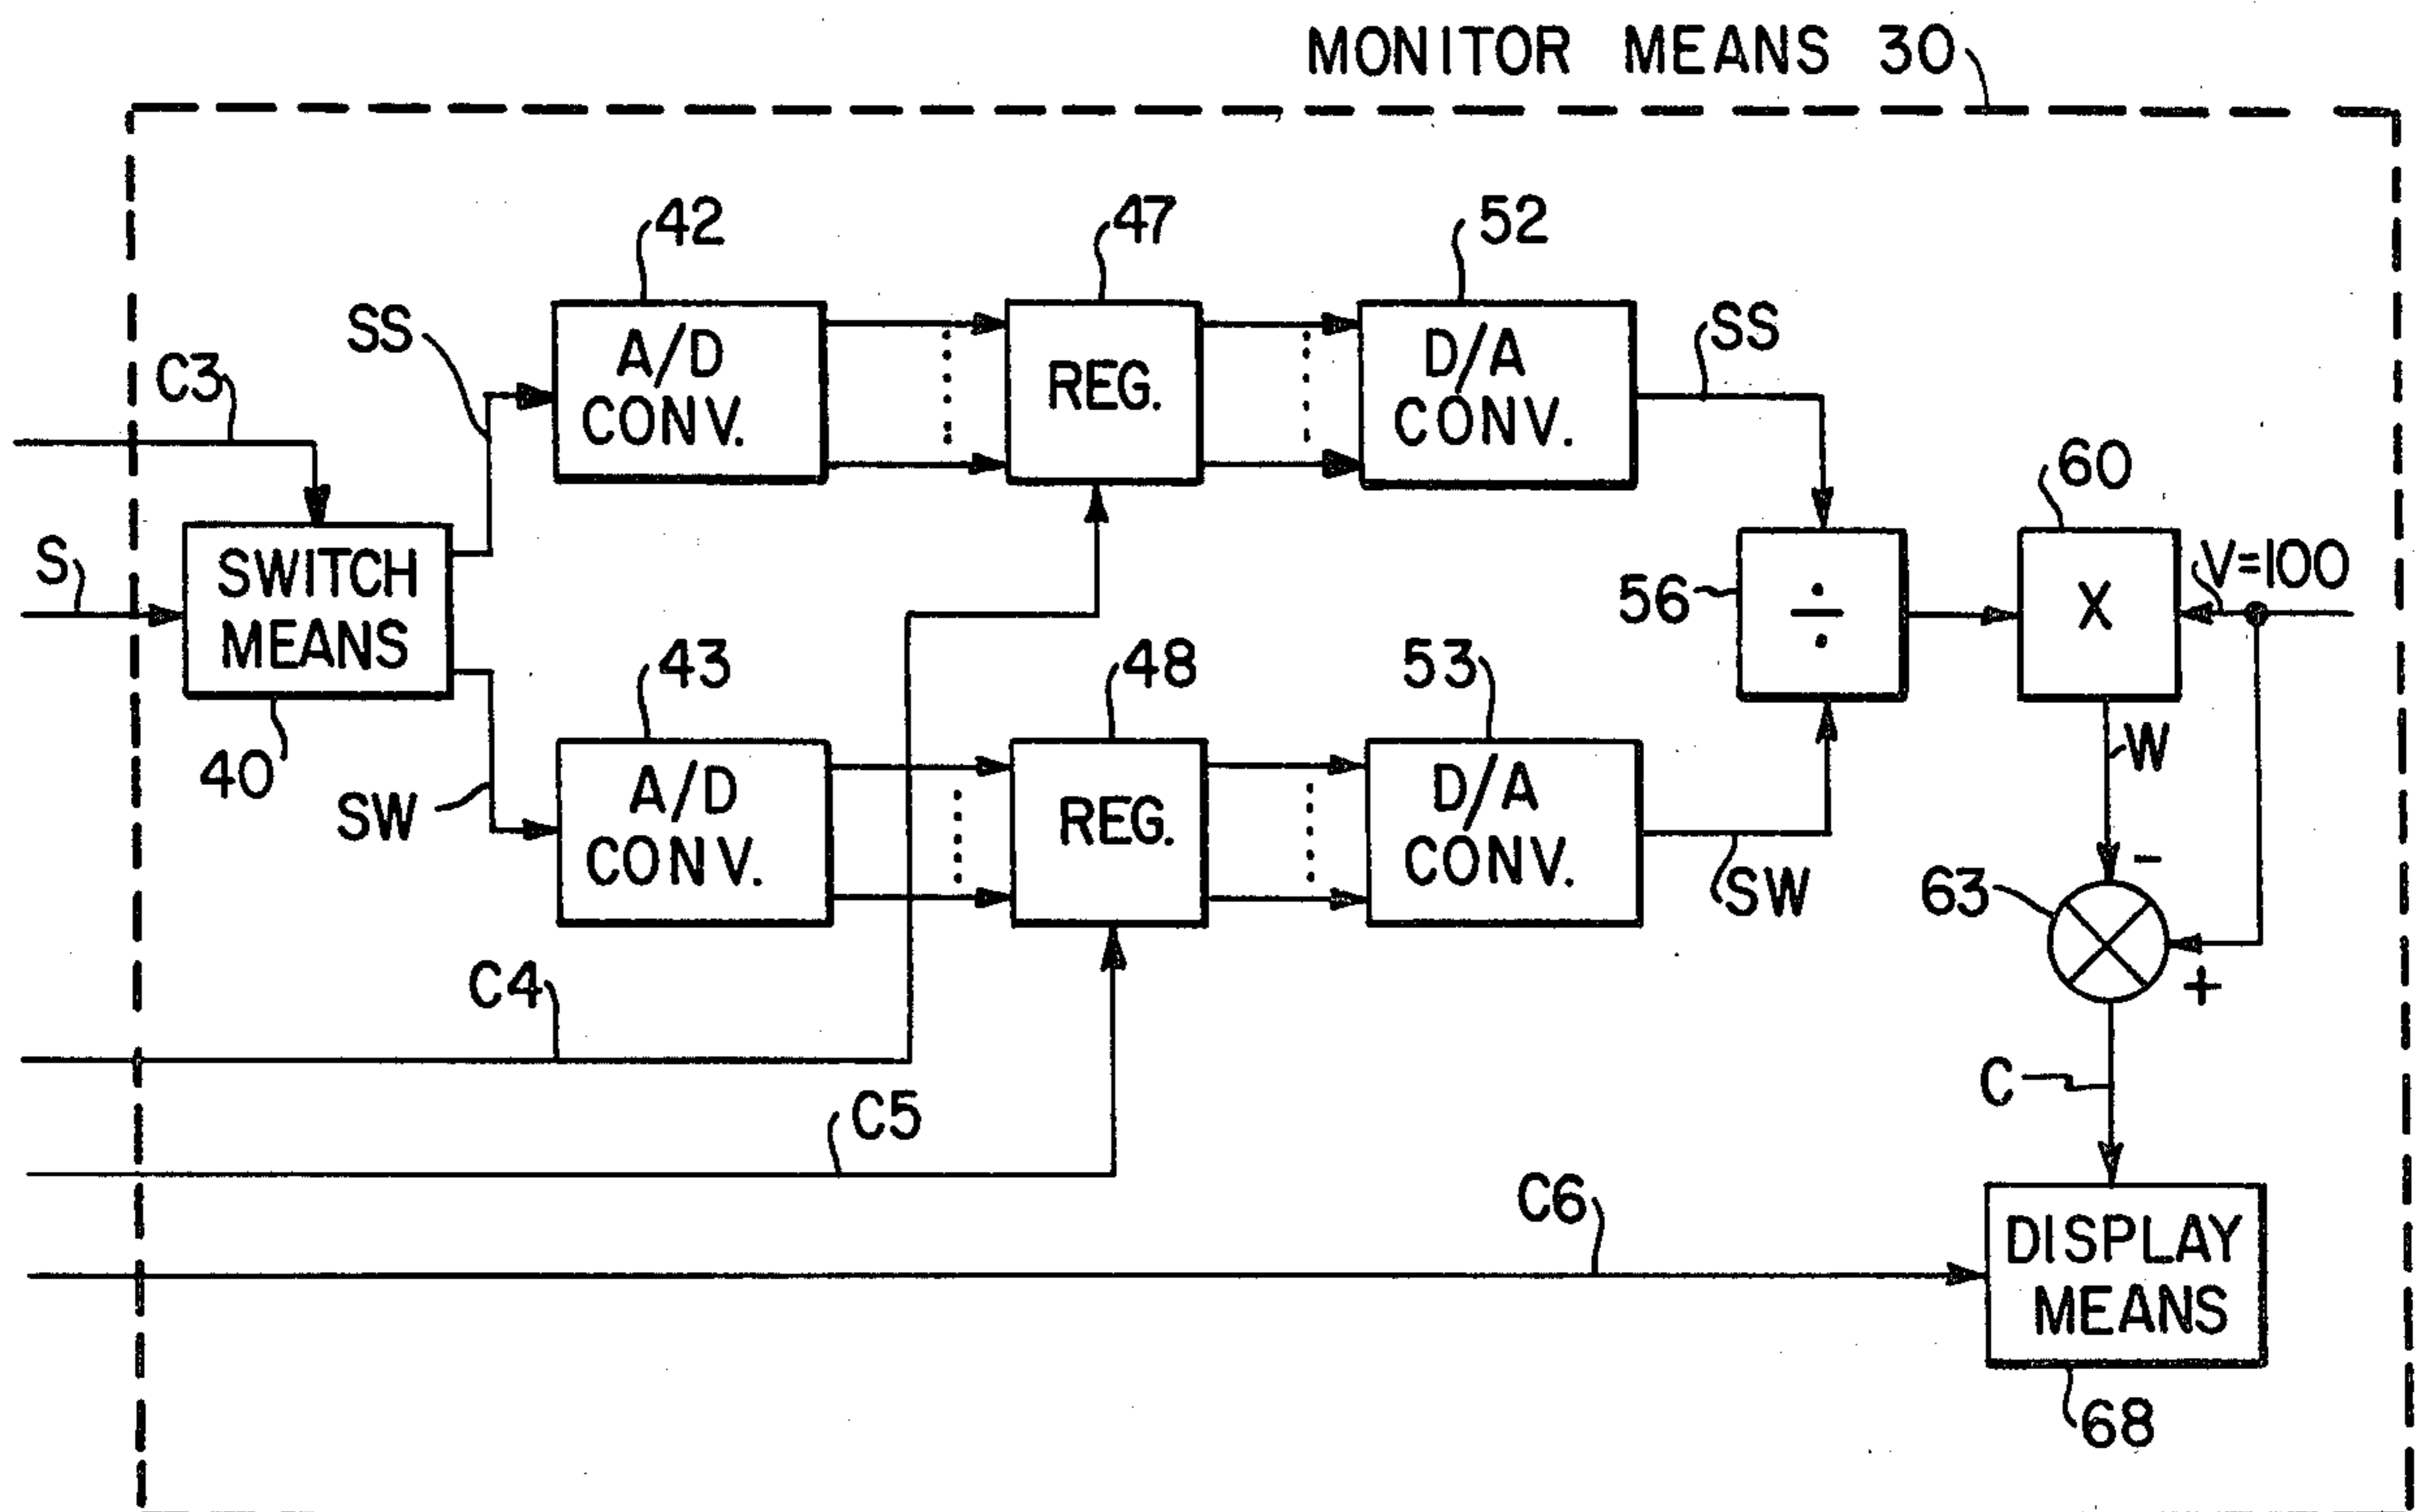 MONITOR MEANS 30
42
47
52
SS
SS
C3
A/D
CONV.
REG.
D/A
CONV.
60
S
SWITCH
MEANS
56
÷
X
V=100
40
43
48
53
W
SW
A/D
CONV.
REG.
D/A
CONV.
SW
63
-
+
C4
C
C5
C6
DISPLAY
MEANS
68